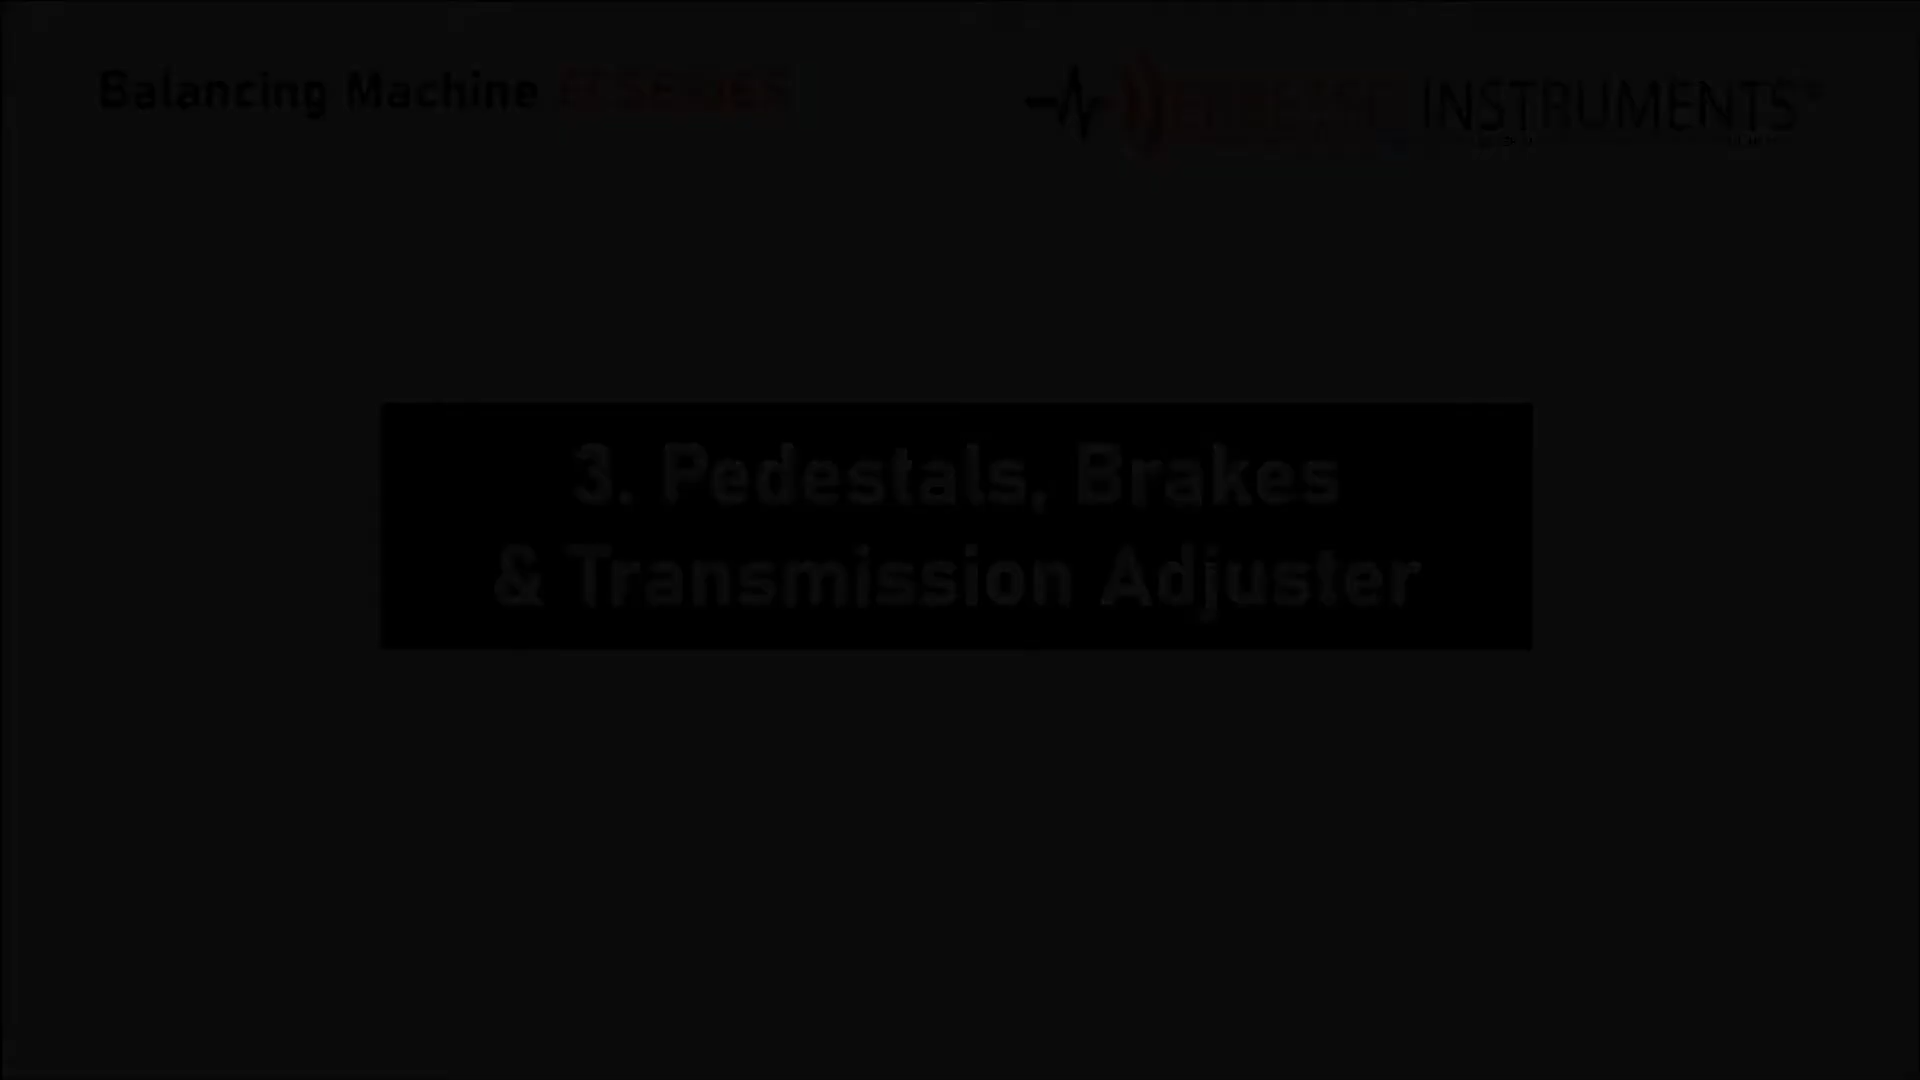 Balancing Machine
INSTRUMENTS
3. Pedestals, Brakes
& Transmission Adjuster